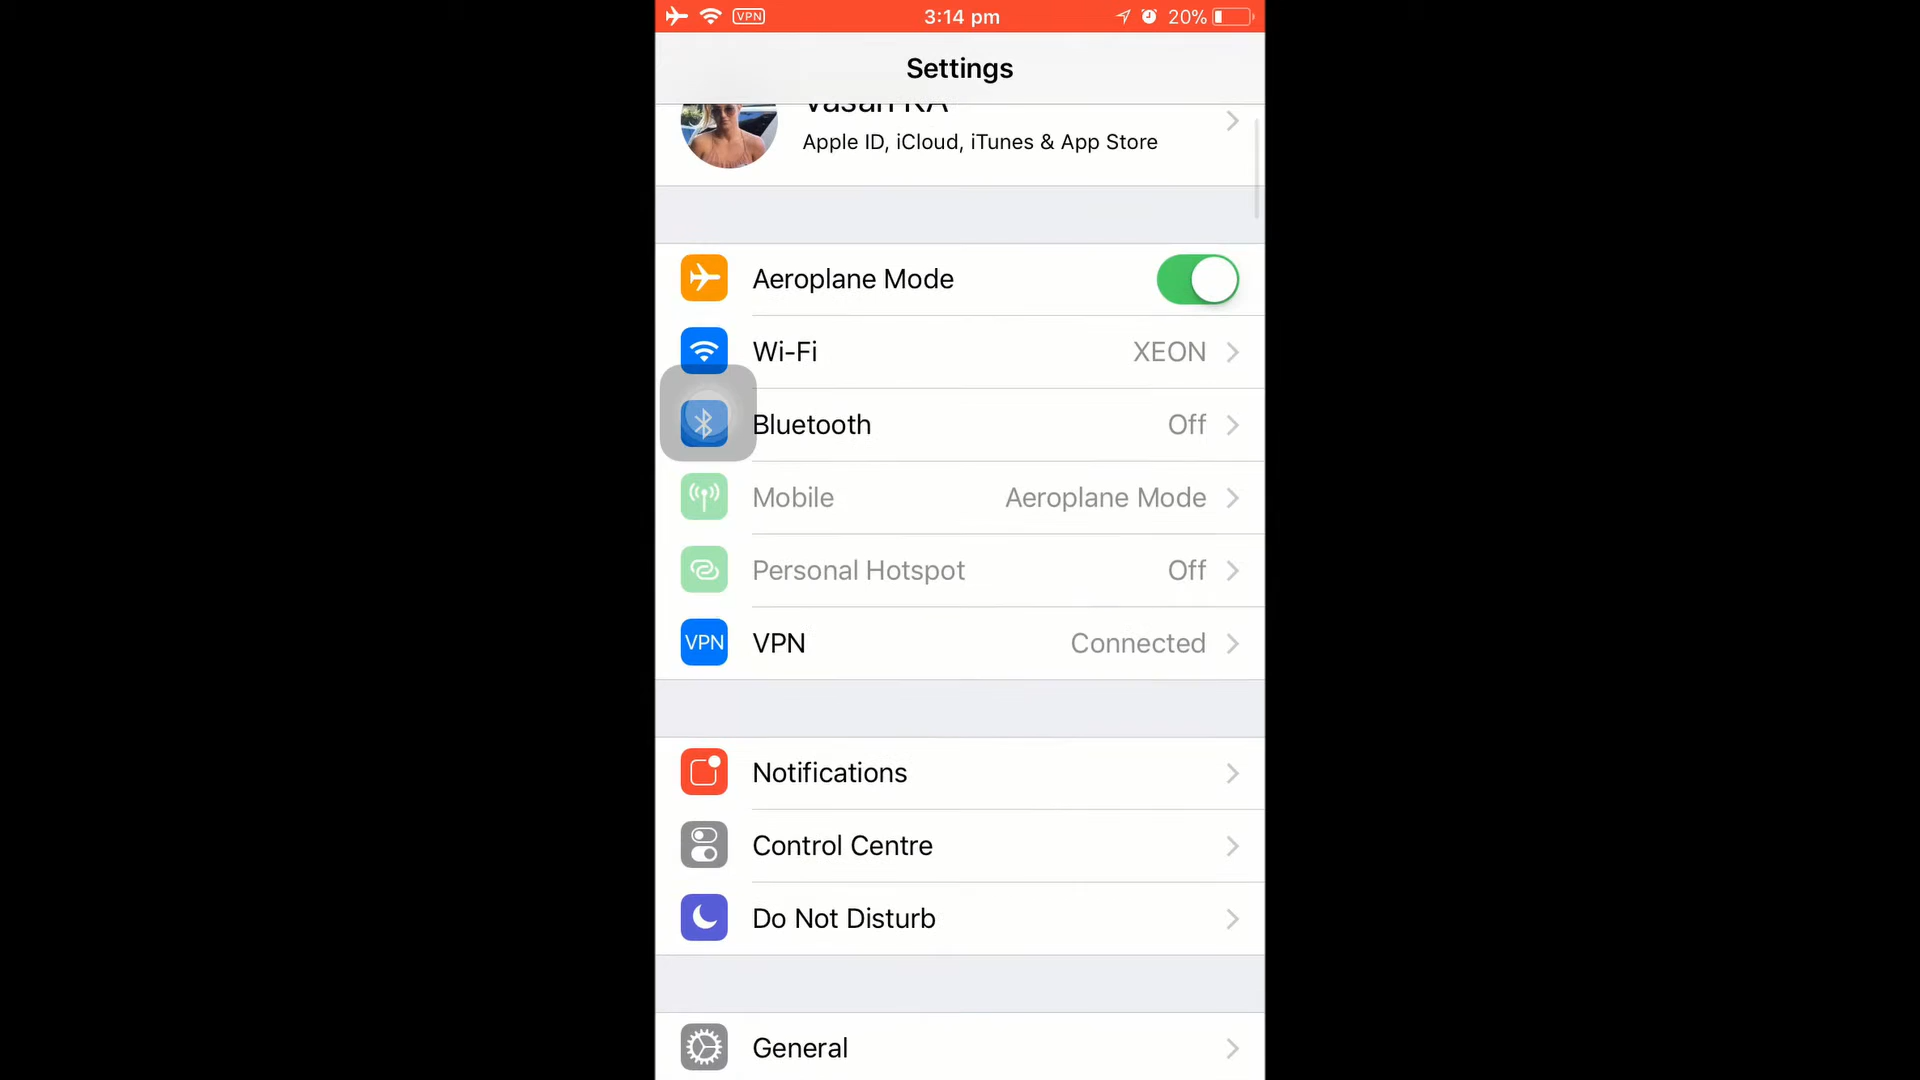 VPN 3:14 pm 20%
Settings
Vasan RA
Apple ID, iCloud, iTunes & App Store
Aeroplane Mode
Wi-Fi XEON
Bluetooth Off
Mobile Aeroplane Mode
Personal Hotspot Off
VPN VPN Connected
Notifications
Control Centre
Do Not Disturb
General